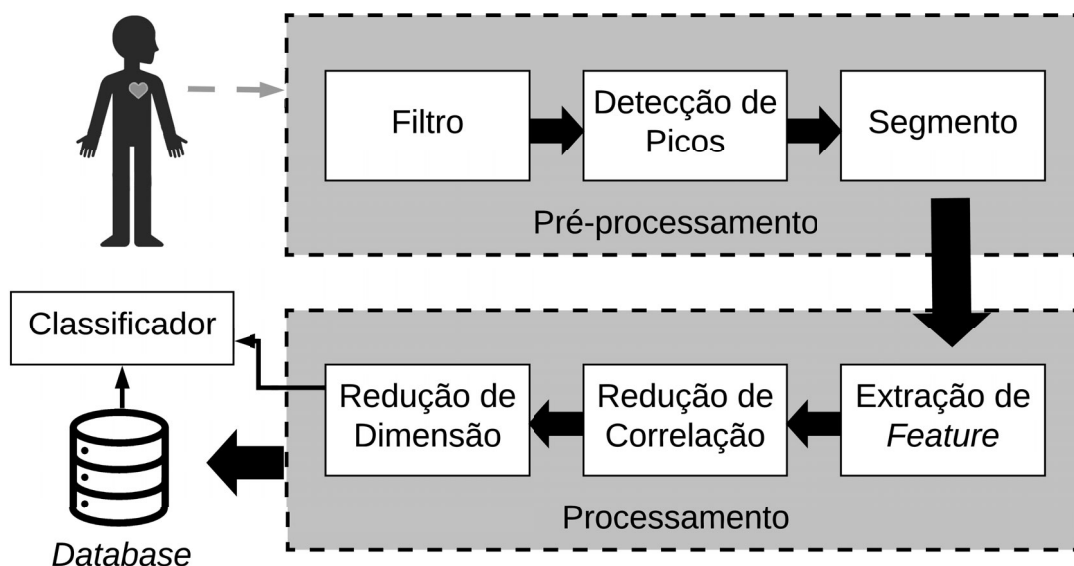 Filtro
Detecção de
Picos
Segmento
Pré-processamento
Classificador
Redução de
Dimensão
Redução de
Correlação
Extração de
Feature
Processamento
Database